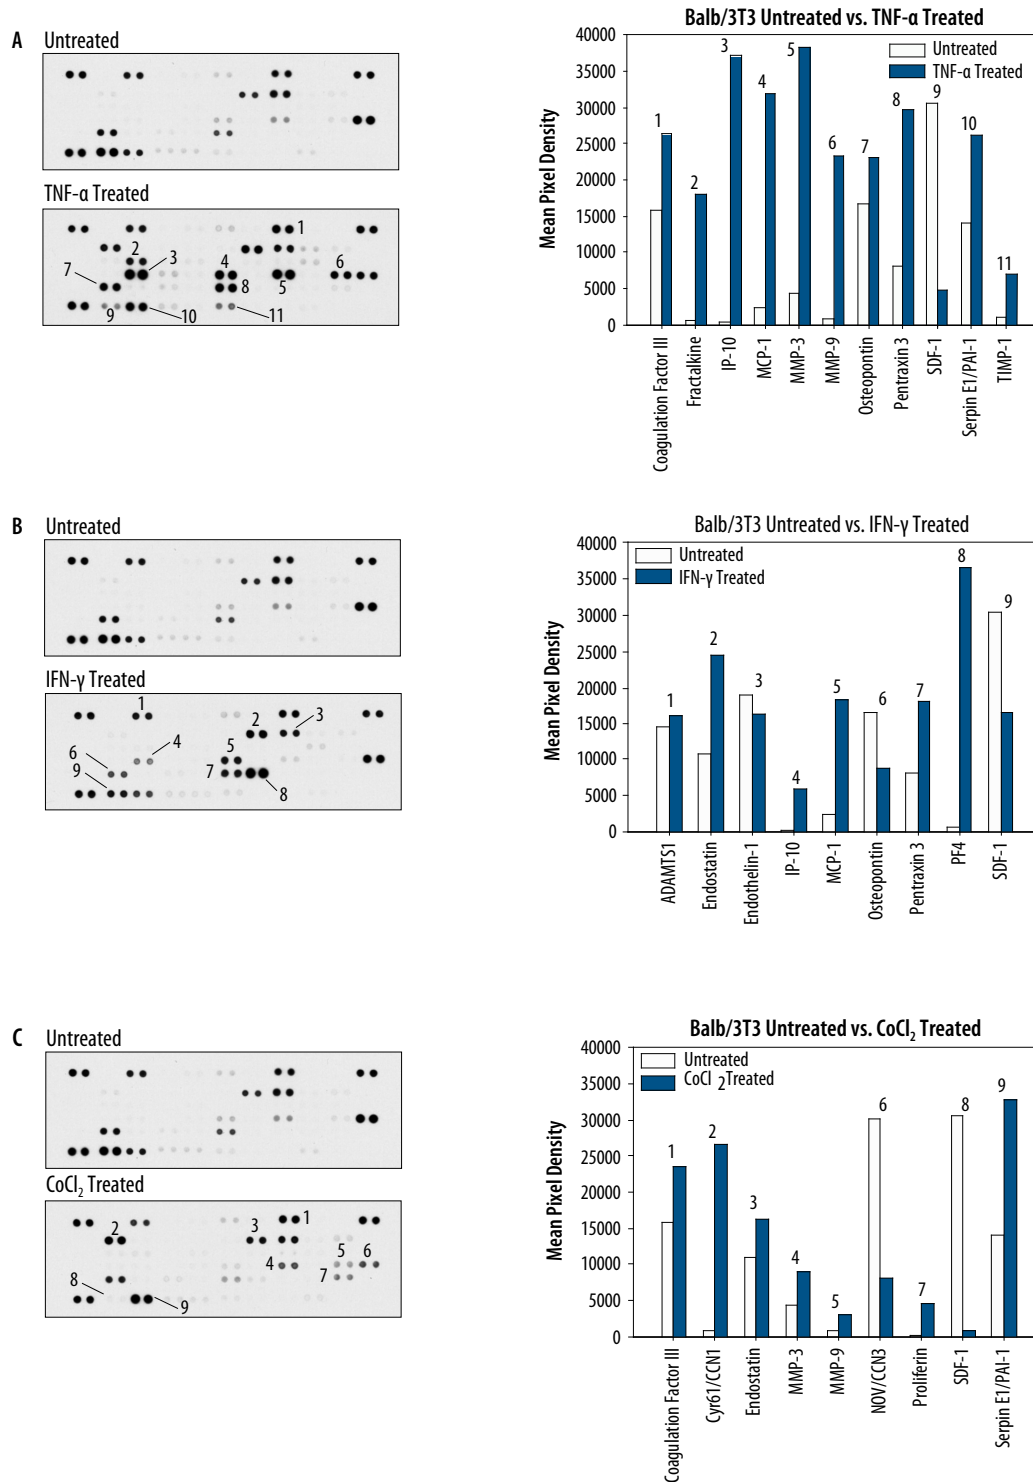 A Untreated
TNF-α Treated
1
2
3
4
5
6
7
8
9
10
11
Balb/3T3 Untreated vs. TNF-α Treated
Untreated
TNF-α Treated
Mean Pixel Density
40000
35000
30000
25000
20000
15000
10000
5000
0
1
2
3
4
5
6
7
8
9
10
11
Coagulation Factor III
Fractalkine
IP-10
MCP-1
MMP-3
MMP-9
Osteopontin
Pentraxin 3
SDF-1
Serpin E1/PAI-1
TIMP-1
B Untreated
IFN-γ Treated
1
2
3
4
5
6
7
8
9
Balb/3T3 Untreated vs. IFN-γ Treated
Untreated
IFN-γ Treated
Mean Pixel Density
40000
35000
30000
25000
20000
15000
10000
5000
0
1
2
3
4
5
6
7
8
9
ADAMTS1
Endostatin
Endothelin-1
IP-10
MCP-1
Osteopontin
Pentraxin 3
PF4
SDF-1
C Untreated
CoCl₂ Treated
1
2
3
4
5
6
7
8
9
Balb/3T3 Untreated vs. CoCl₂ Treated
Untreated
CoCl ₂Treated
Mean Pixel Density
40000
35000
30000
25000
20000
15000
10000
5000
0
1
2
3
4
5
6
7
8
9
Coagulation Factor III
Cyr61/CCN1
Endostatin
MMP-3
MMP-9
NOV/CCN3
Proliferin
SDF-1
Serpin E1/PAI-1